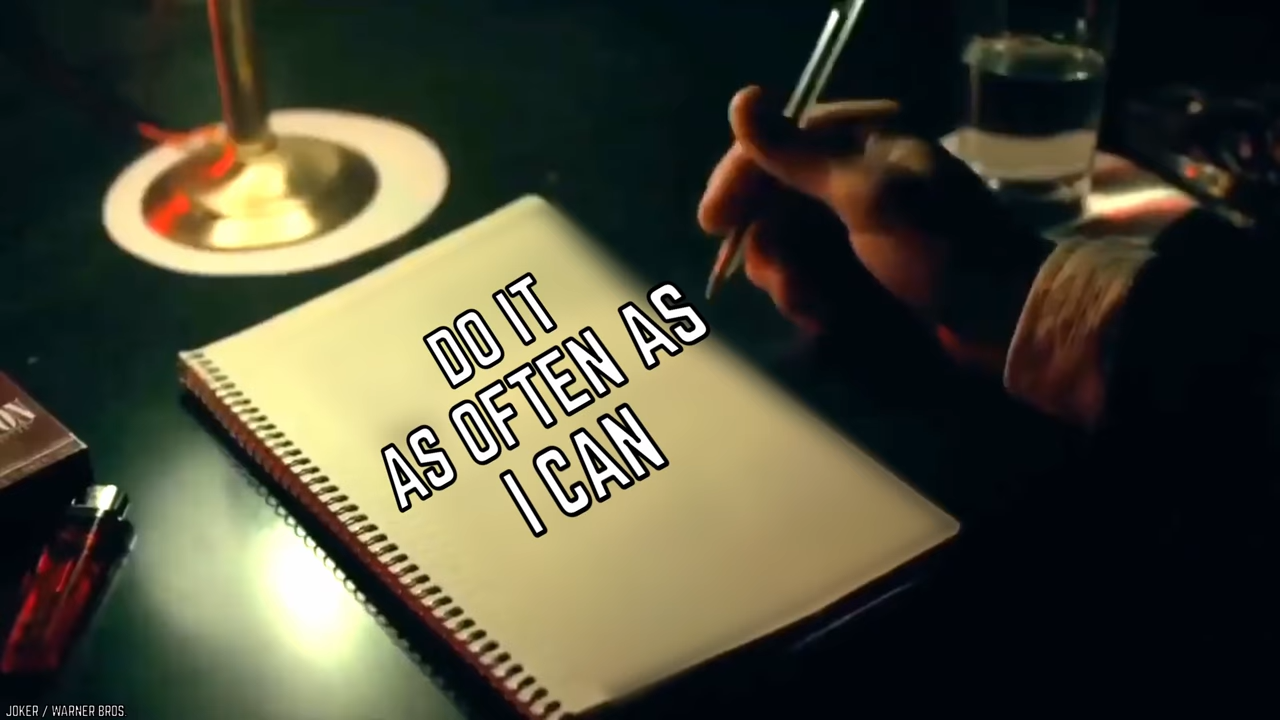 DO IT
AS OFTEN AS
I CAN
JOKER / WARNER BROS.